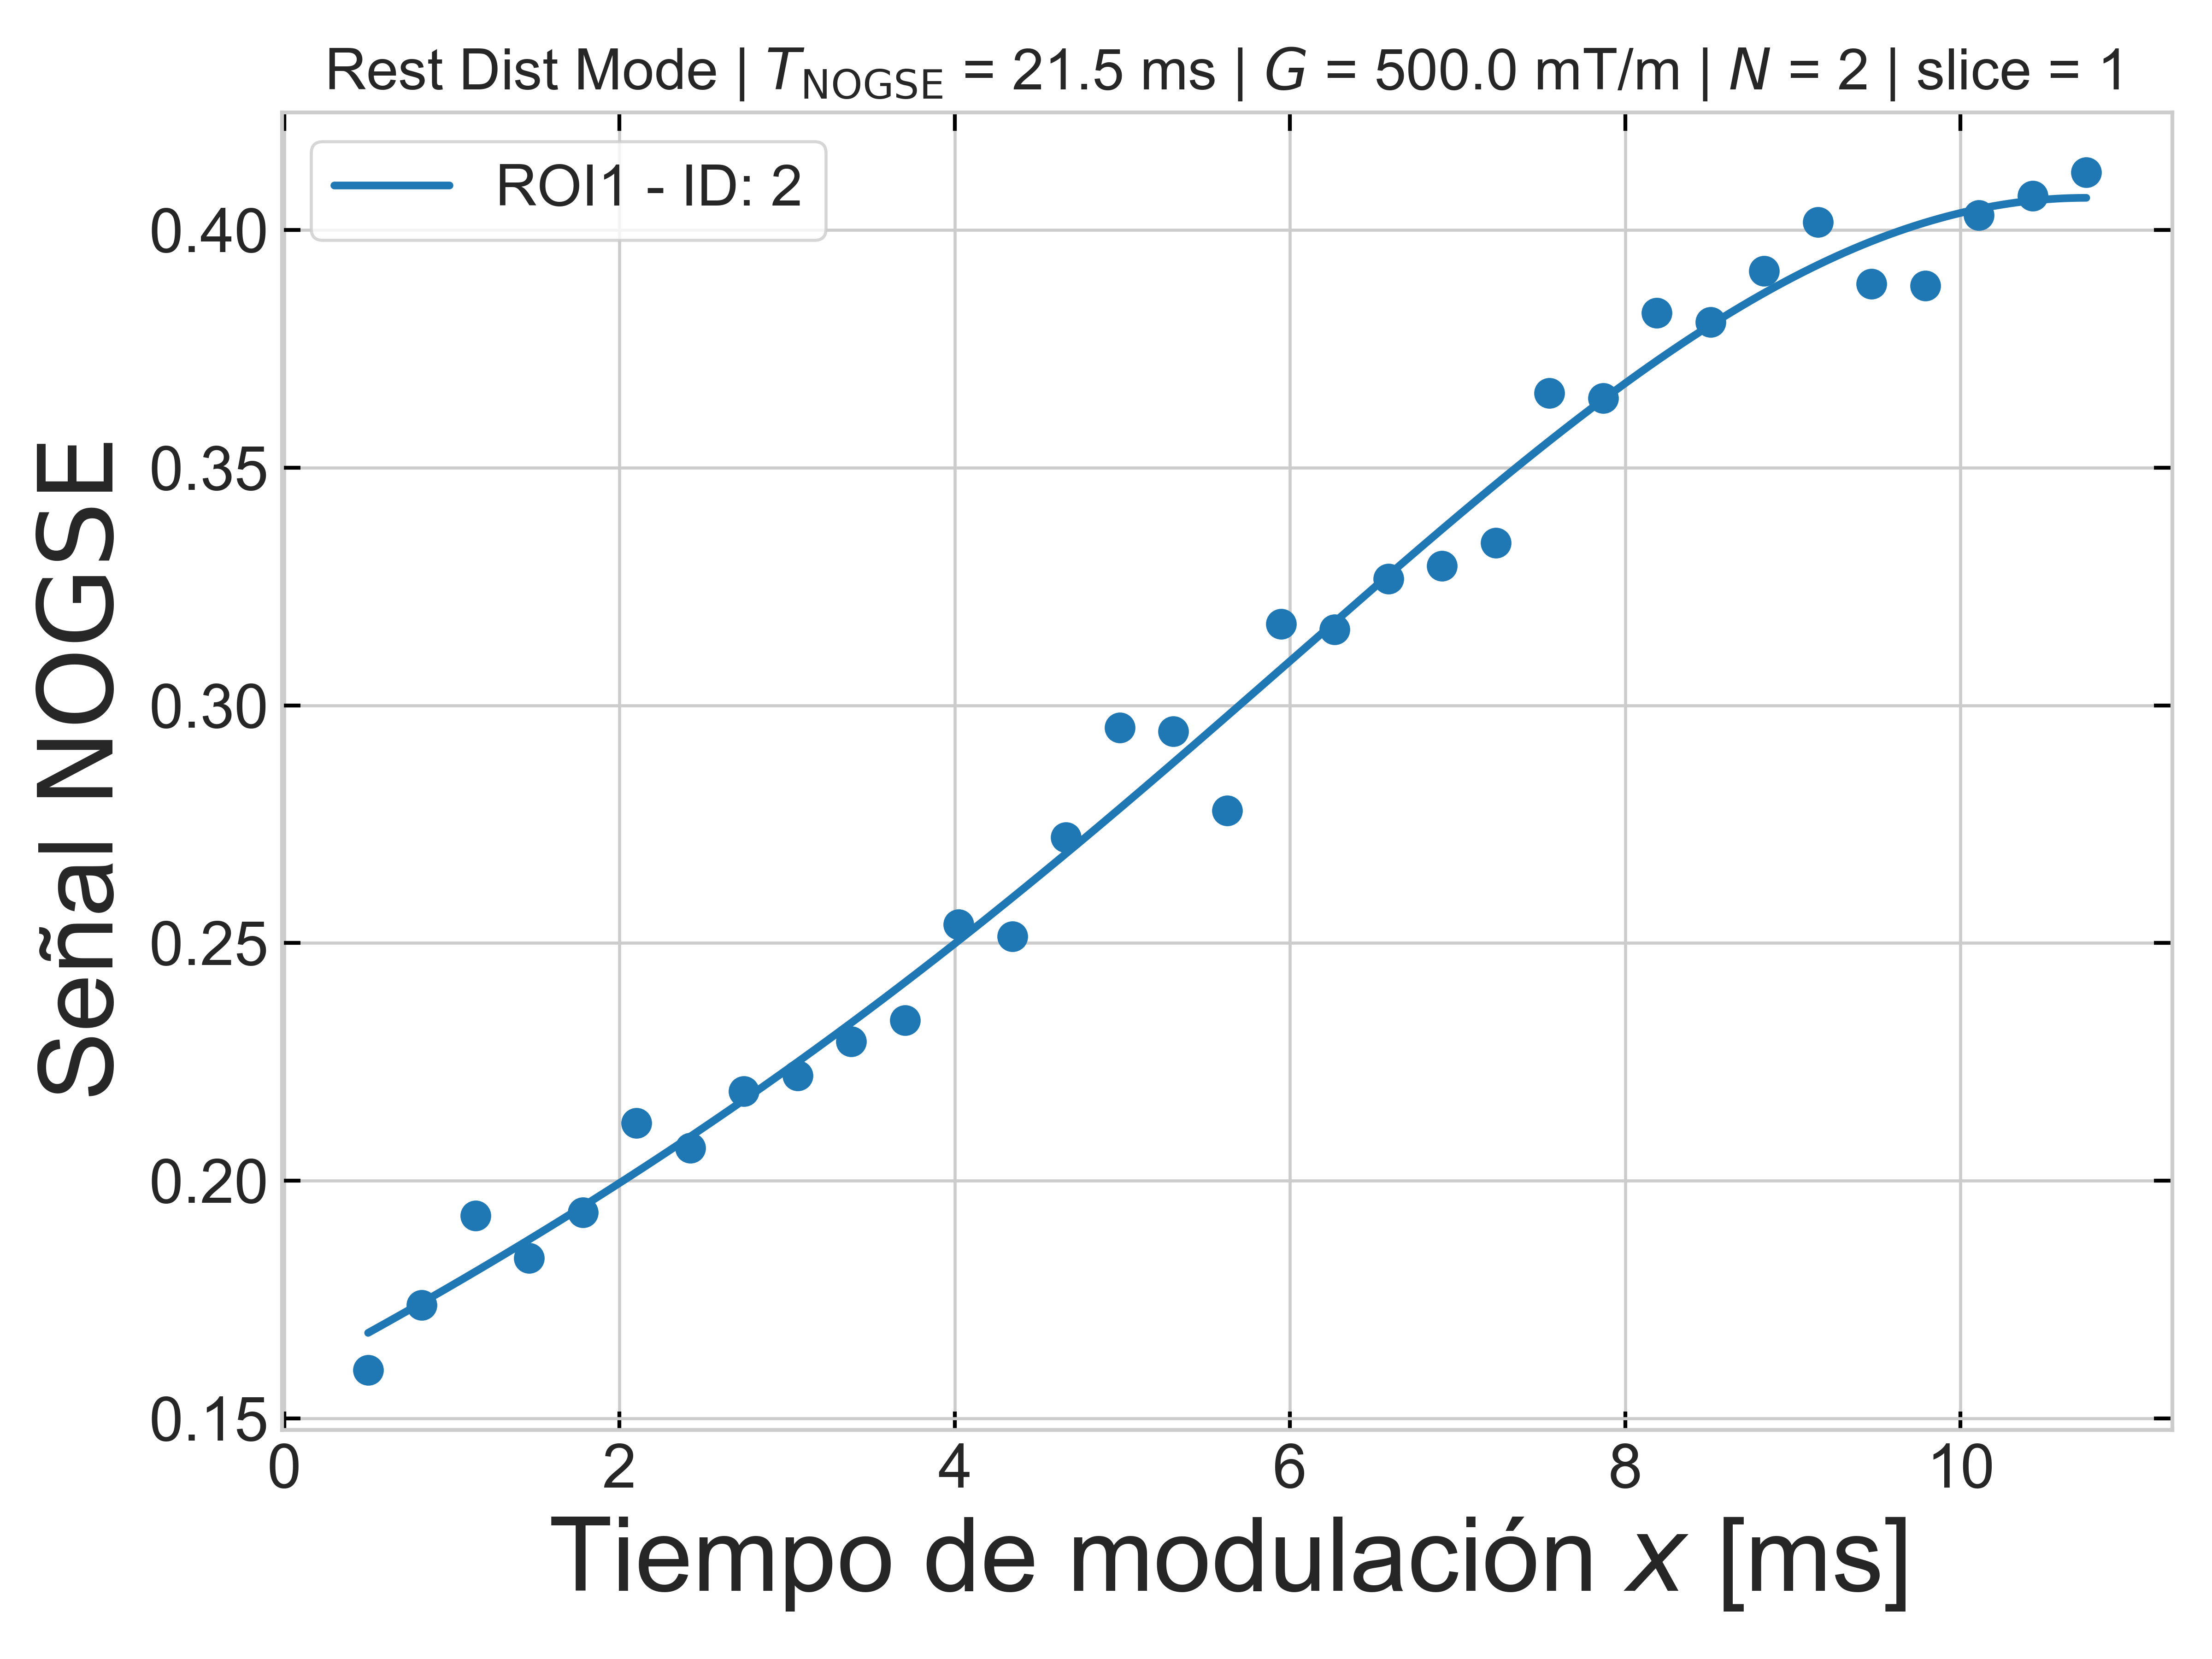 Rest Dist Mode | T_NOGSE = 21.5 ms | G = 500.0 mT/m | N = 2 | slice = 1
ROI1 - ID: 2
Señal NOGSE
0.40
0.35
0.30
0.25
0.20
0.15
0 2 4 6 8 10
Tiempo de modulación x [ms]